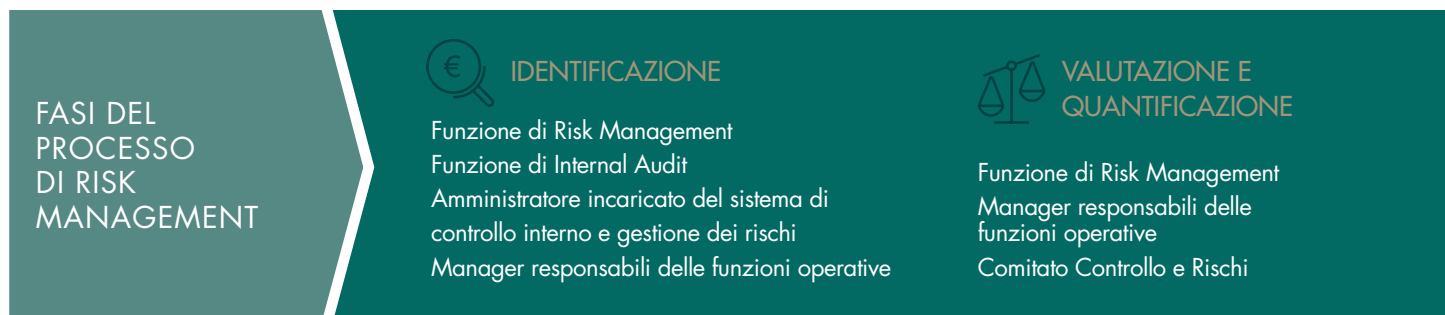 FASI DEL
PROCESSO
DI RISK
MANAGEMENT
€
IDENTIFICAZIONE
Funzione di Risk Management
Funzione di Internal Audit
Amministratore incaricato del sistema di
controllo interno e gestione dei rischi
Manager responsabili delle funzioni operative
VALUTAZIONE E
QUANTIFICAZIONE
Funzione di Risk Management
Manager responsabili delle
funzioni operative
Comitato Controllo e Rischi